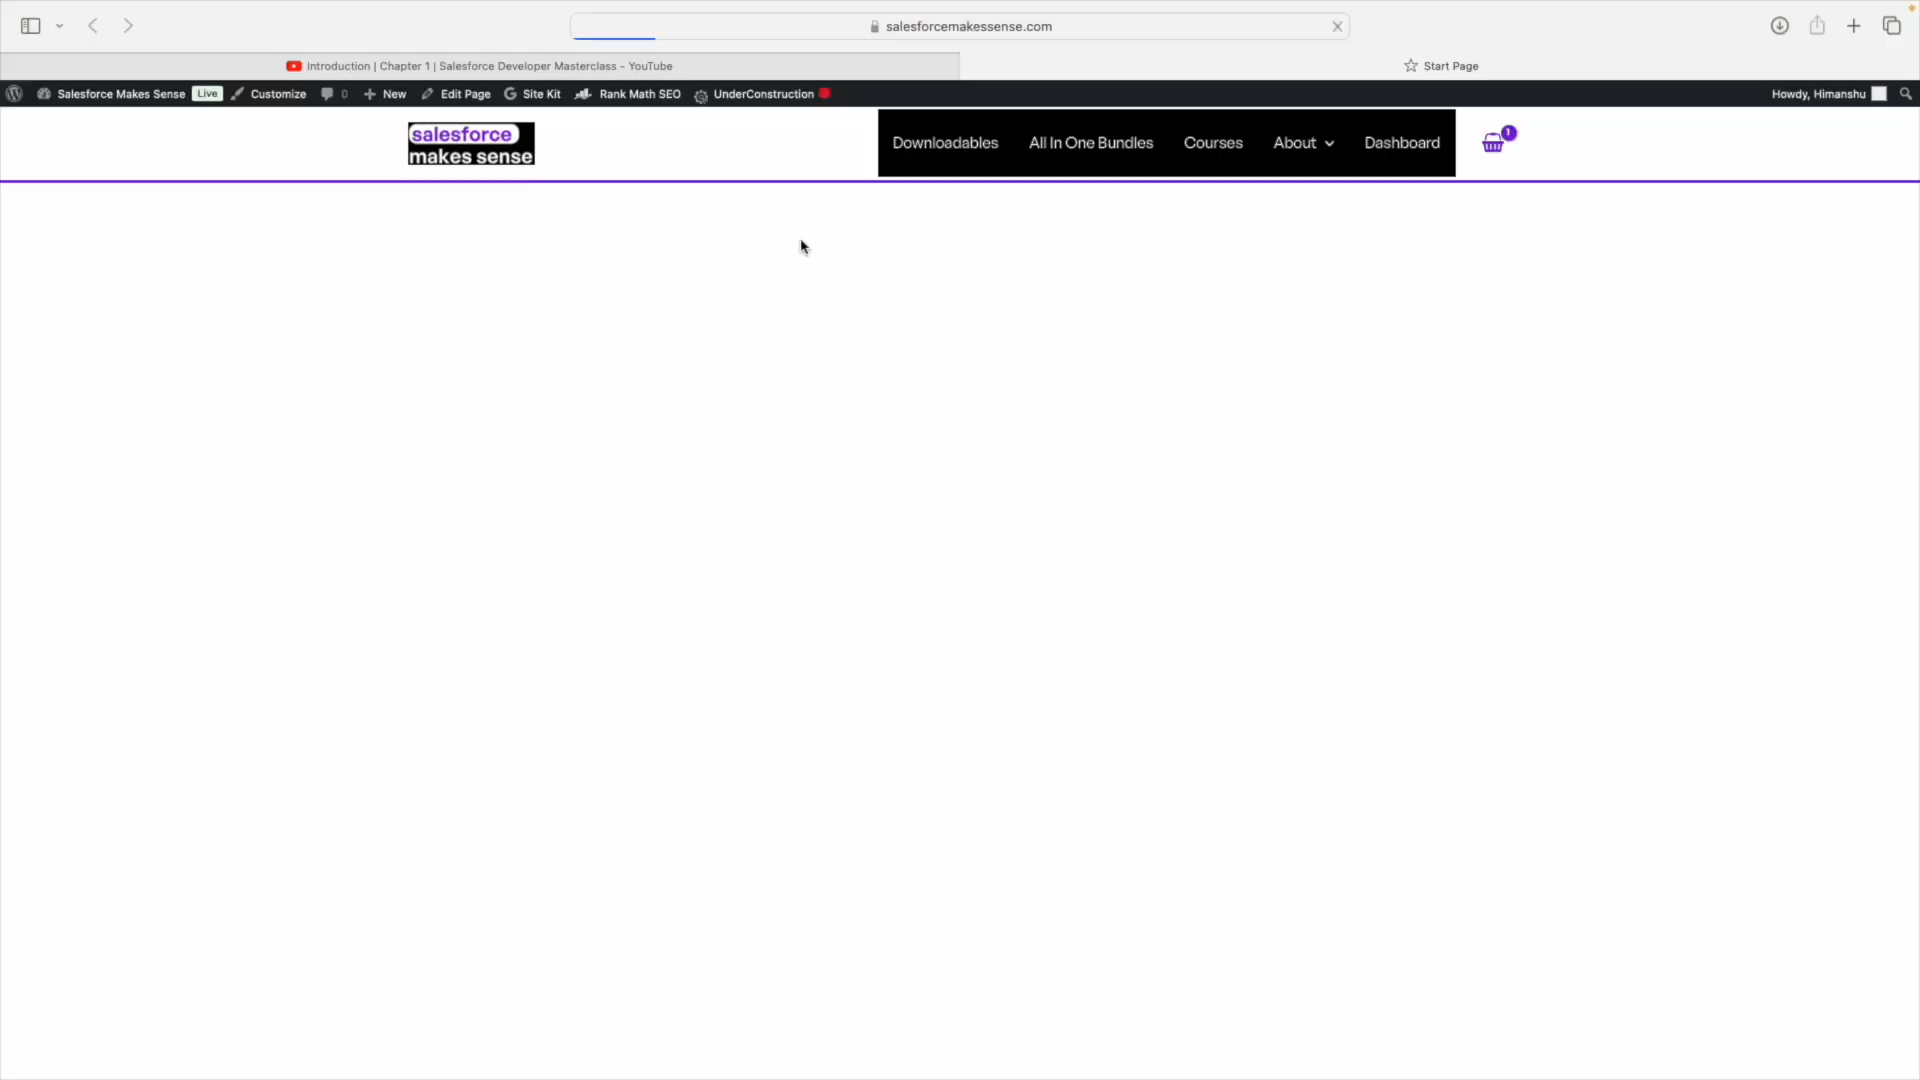 salesforcemakessense.com
Introduction | Chapter 1 | Salesforce Developer Masterclass - YouTube
Start Page
Salesforce Makes Sense Live Customize 0 New Edit Page Site Kit Rank Math SEO UnderConstruction Howdy, Himanshu
salesforce
makes sense
Downloadables All In One Bundles Courses About Dashboard 1